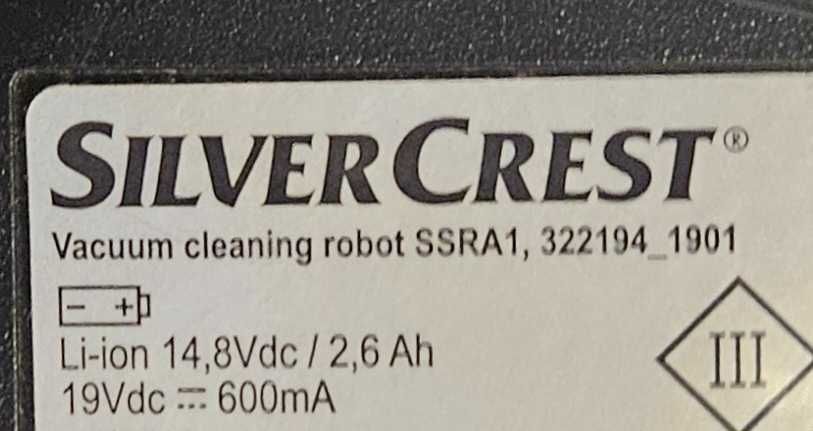 SILVERCREST®
Vacuum cleaning robot SSRA1, 322194_1901
- +
Li-ion 14,8Vdc / 2,6 Ah
19Vdc ⎓ 600mA
III